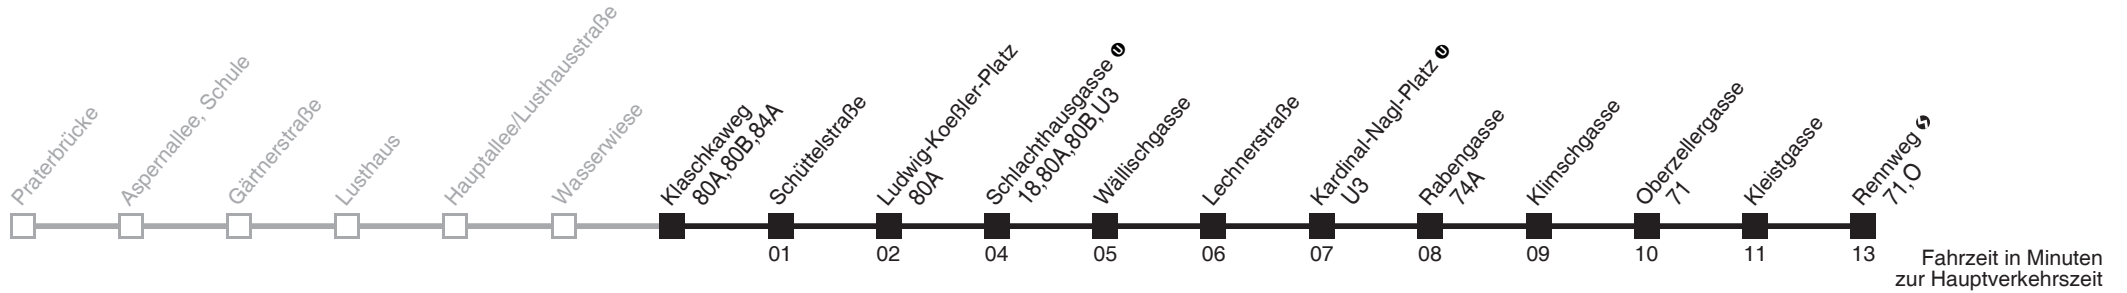 Praterbrücke
Aspernallee, Schule
Gärtnerstraße
Lusthaus
Hauptallee/Lusthausstraße
Wasserwiese
Klaschkaweg
80A,80B,84A
Schüttelstraße
Ludwig-Koeßler-Platz
80A
Schlachthausgasse U
18,80A,80B,U3
Wällischgasse
Lechnerstraße
Kardinal-Nagl-Platz U
U3
Rabengasse
74A
Klimschgasse
Oberzellergasse
71
Kleistgasse
Rennweg S
71,O
01 02 04 05 06 07 08 09 10 11 13
Fahrzeit in Minuten
zur Hauptverkehrszeit